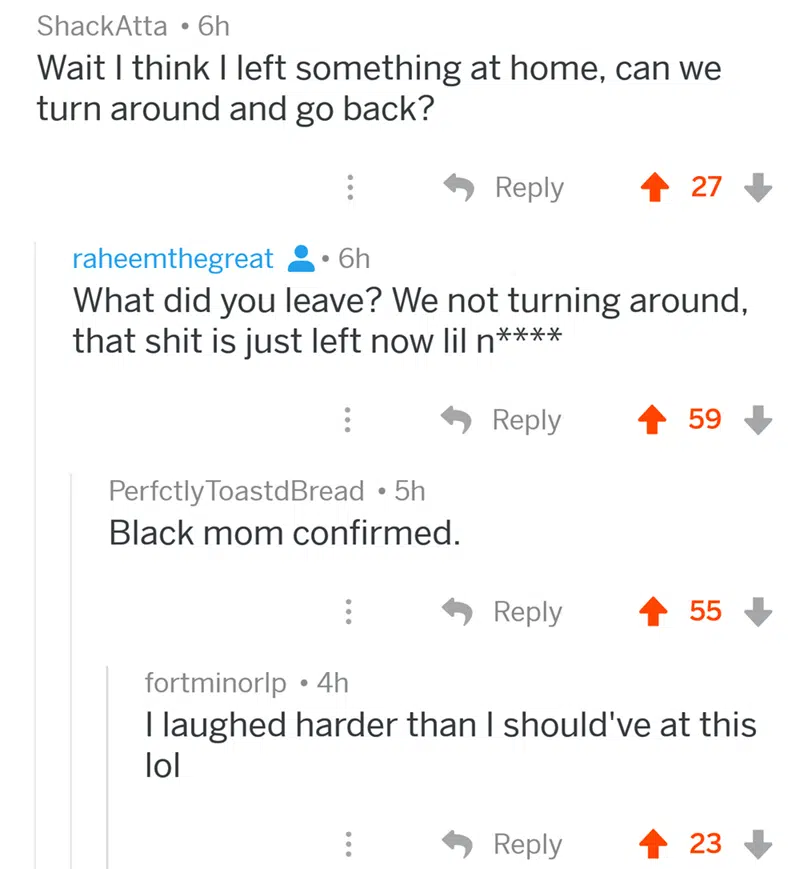 ShackAtta • 6h
Wait I think I left something at home, can we
turn around and go back?
Reply 27
raheemthegreat • 6h
What did you leave? We not turning around,
that shit is just left now lil n****
Reply 59
PerfctlyToastdBread • 5h
Black mom confirmed.
Reply 55
fortminorlp • 4h
I laughed harder than I should've at this
lol
Reply 23